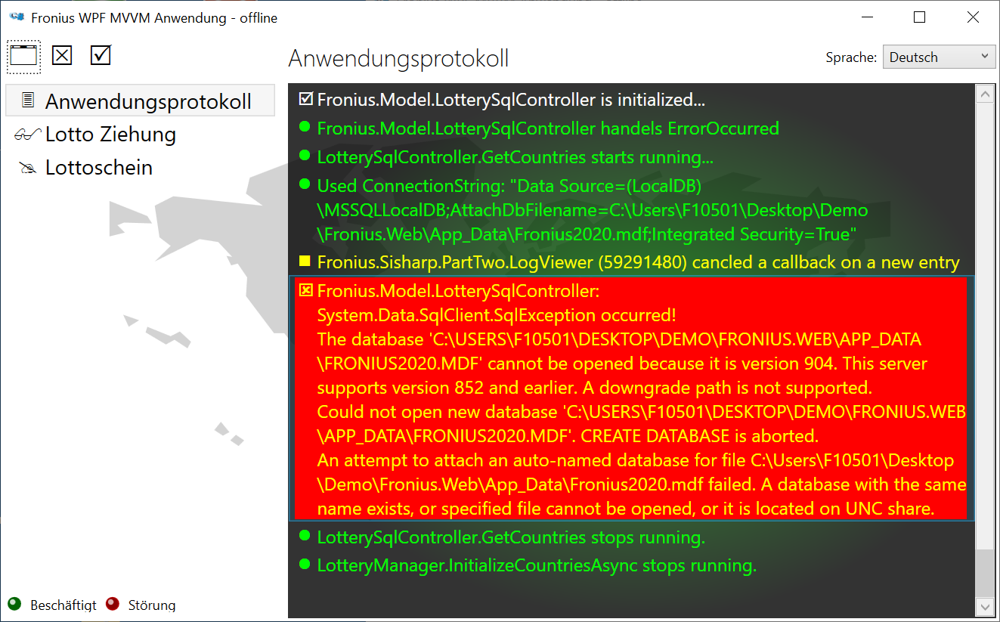 Fronius WPF MVVM Anwendung - offline
Anwendungsprotokoll
Sprache: Deutsch
Anwendungsprotokoll
Lotto Ziehung
Lottoschein
Fronius.Model.LotterySqlController is initialized...
Fronius.Model.LotterySqlController handels ErrorOccurred
LotterySqlController.GetCountries starts running...
Used ConnectionString: "Data Source=(LocalDB)
\MSSQLLocalDB;AttachDbFilename=C:\Users\F10501\Desktop\Demo
\Fronius.Web\App_Data\Fronius2020.mdf;Integrated Security=True"
Fronius.Sisharp.PartTwo.LogViewer (59291480) cancled a callback on a new entry
Fronius.Model.LotterySqlController:
System.Data.SqlClient.SqlException occurred!
The database 'C:\USERS\F10501\DESKTOP\DEMO\FRONIUS.WEB\APP_DATA
\FRONIUS2020.MDF' cannot be opened because it is version 904. This server
supports version 852 and earlier. A downgrade path is not supported.
Could not open new database 'C:\USERS\F10501\DESKTOP\DEMO\FRONIUS.WEB
\APP_DATA\FRONIUS2020.MDF'. CREATE DATABASE is aborted.
An attempt to attach an auto-named database for file C:\Users\F10501\Desktop
\Demo\Fronius.Web\App_Data\Fronius2020.mdf failed. A database with the same
name exists, or specified file cannot be opened, or it is located on UNC share.
LotterySqlController.GetCountries stops running.
LotteryManager.InitializeCountriesAsync stops running.
Beschäftigt Störung